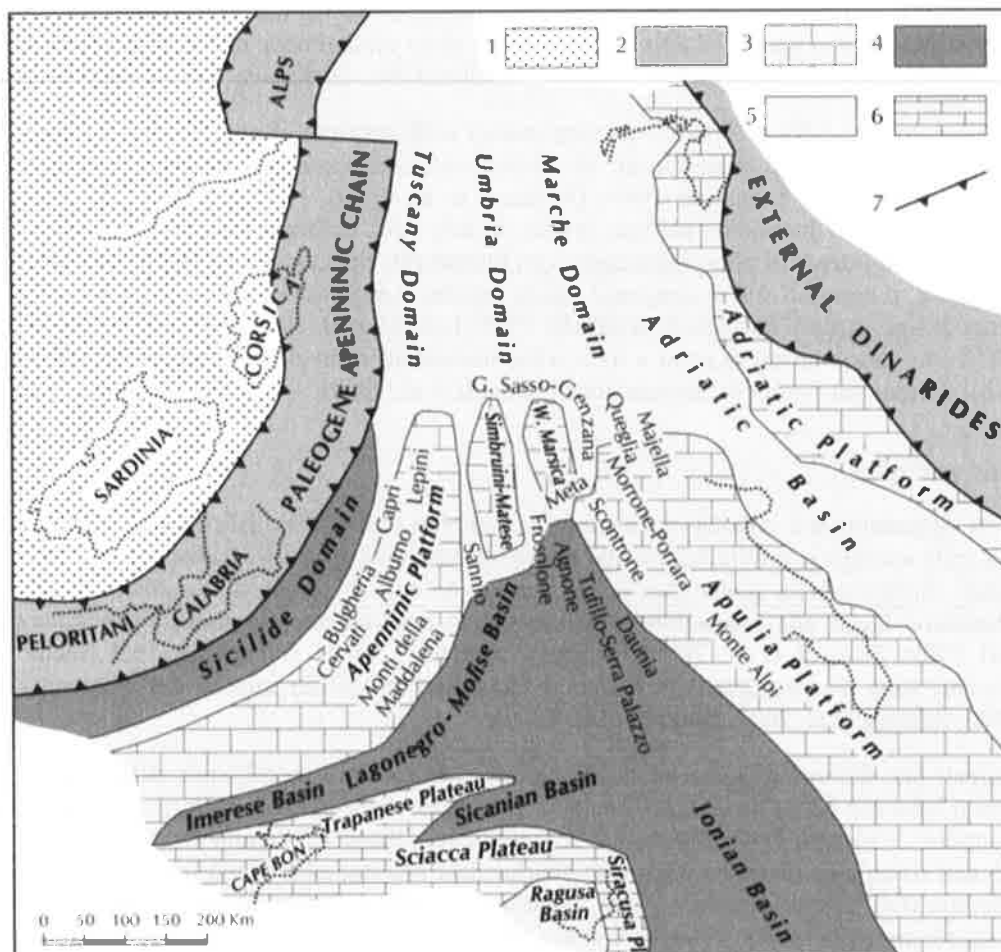 1
2
3
4
5
6
7
ALPS
PALEOGENE APENNINIC CHAIN
Tuscany Domain
Umbria Domain
Marche Domain
EXTERNAL DINARIDES
Adriatic Platform
Adriatic Basin
CORSICA
SARDINIA
CALABRIA
PELORITANI
Sicilide Domain
G. Sasso-Genzana
Simbruini-Matese
W. Marsica
Meta
Queglia
Majella
Morrone-Porrara
Scontrone
Lepini
Capri
Bulgheria
Alburno
Cervati
Apenninic Platform
Monti della
Maddalena
Sannio
Frosolone
Agnone
Tufillo-Serra Palazzo
Daunia
Monte Alpi
Apulia Platform
Lagonegro-Molise Basin
Imerese Basin
Trapanese Plateau
Sicanian Basin
CAPE BON
Sciacca Plateau
Ragusa
Basin
Siracusa Pl
Ionian Basin
0 50 100 150 200 Km